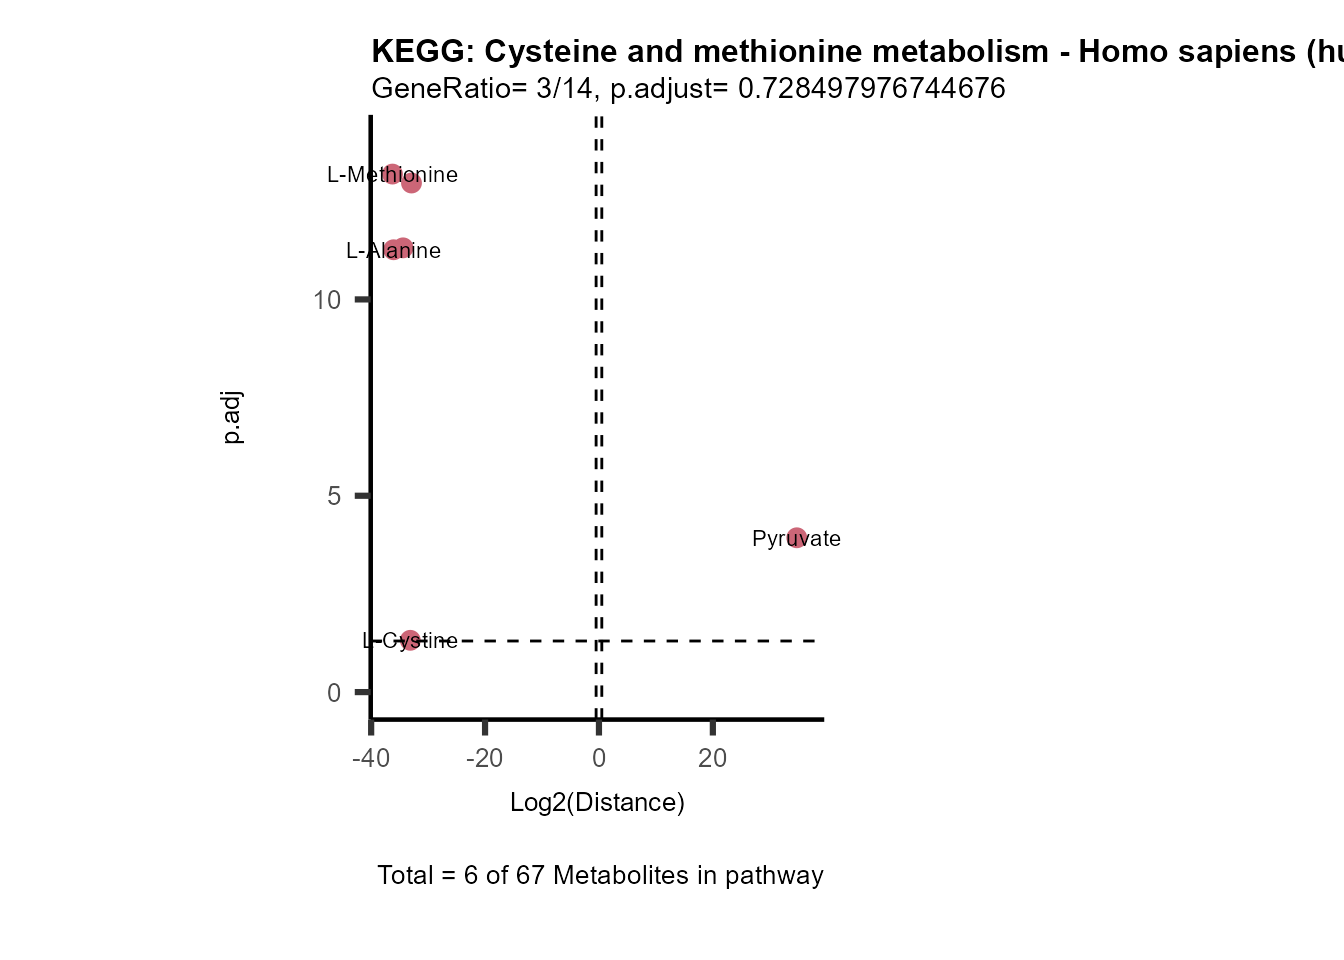 KEGG: Cysteine and methionine metabolism - Homo sapiens (hu
GeneRatio= 3/14, p.adjust= 0.728497976744676
L-Methionine
L-Alanine
10
p.adj
5
Pyruvate
L-Cystine
0
-40 -20 0 20
Log2(Distance)
Total = 6 of 67 Metabolites in pathway